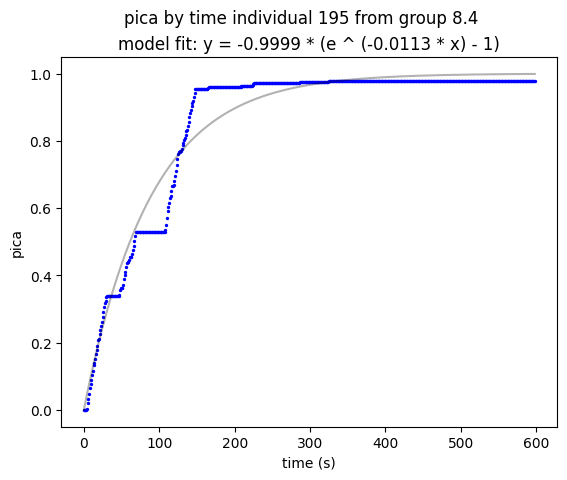 pica by time individual 195 from group 8.4
model fit: y = -0.9999 * (e ^ (-0.0113 * x) - 1)
1.0
0.8
0.6
0.4
0.2
0.0
pica
0 100 200 300 400 500 600
time (s)